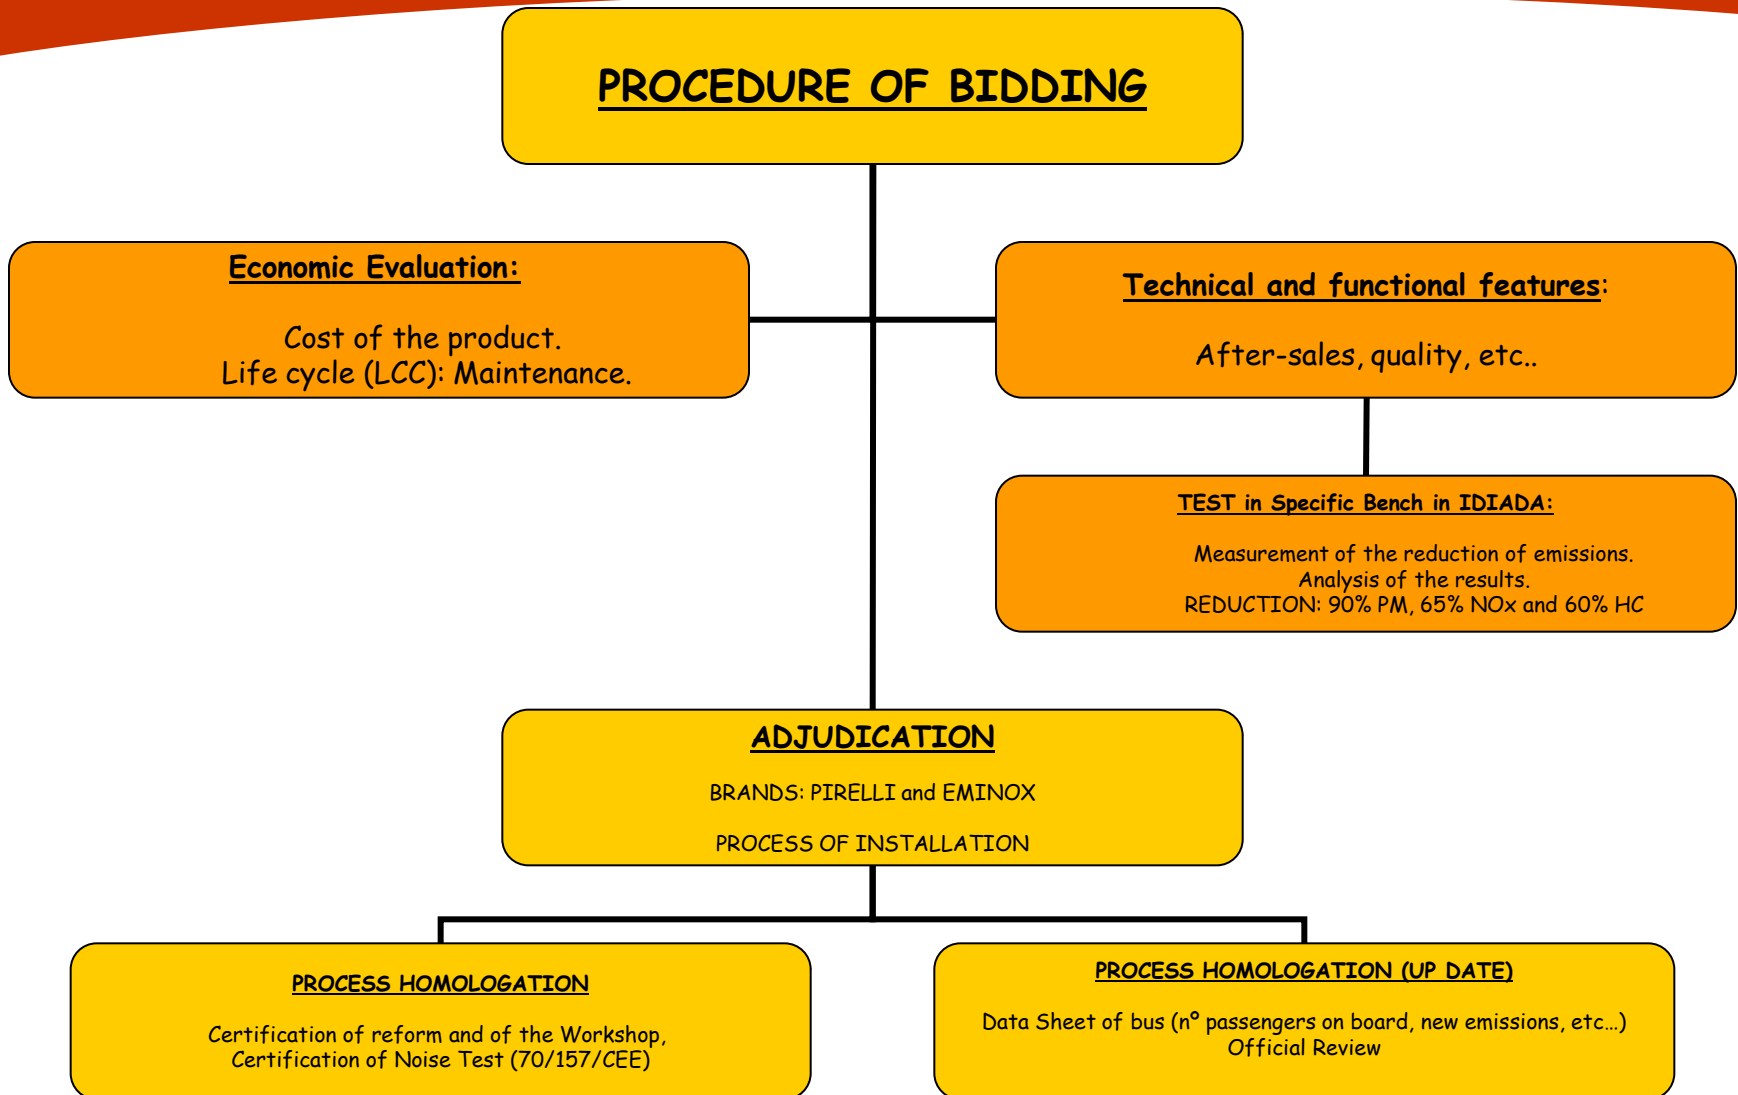 PROCEDURE OF BIDDING
Economic Evaluation:
Cost of the product.
Life cycle (LCC): Maintenance.
Technical and functional features:
After-sales, quality, etc..
TEST in Specific Bench in IDIADA:
Measurement of the reduction of emissions.
Analysis of the results.
REDUCTION: 90% PM, 65% NOx and 60% HC
ADJUDICATION
BRANDS: PIRELLI and EMINOX
PROCESS OF INSTALLATION
PROCESS HOMOLOGATION
Certification of reform and of the Workshop,
Certification of Noise Test (70/157/CEE)
PROCESS HOMOLOGATION (UP DATE)
Data Sheet of bus (nº passengers on board, new emissions, etc…)
Official Review